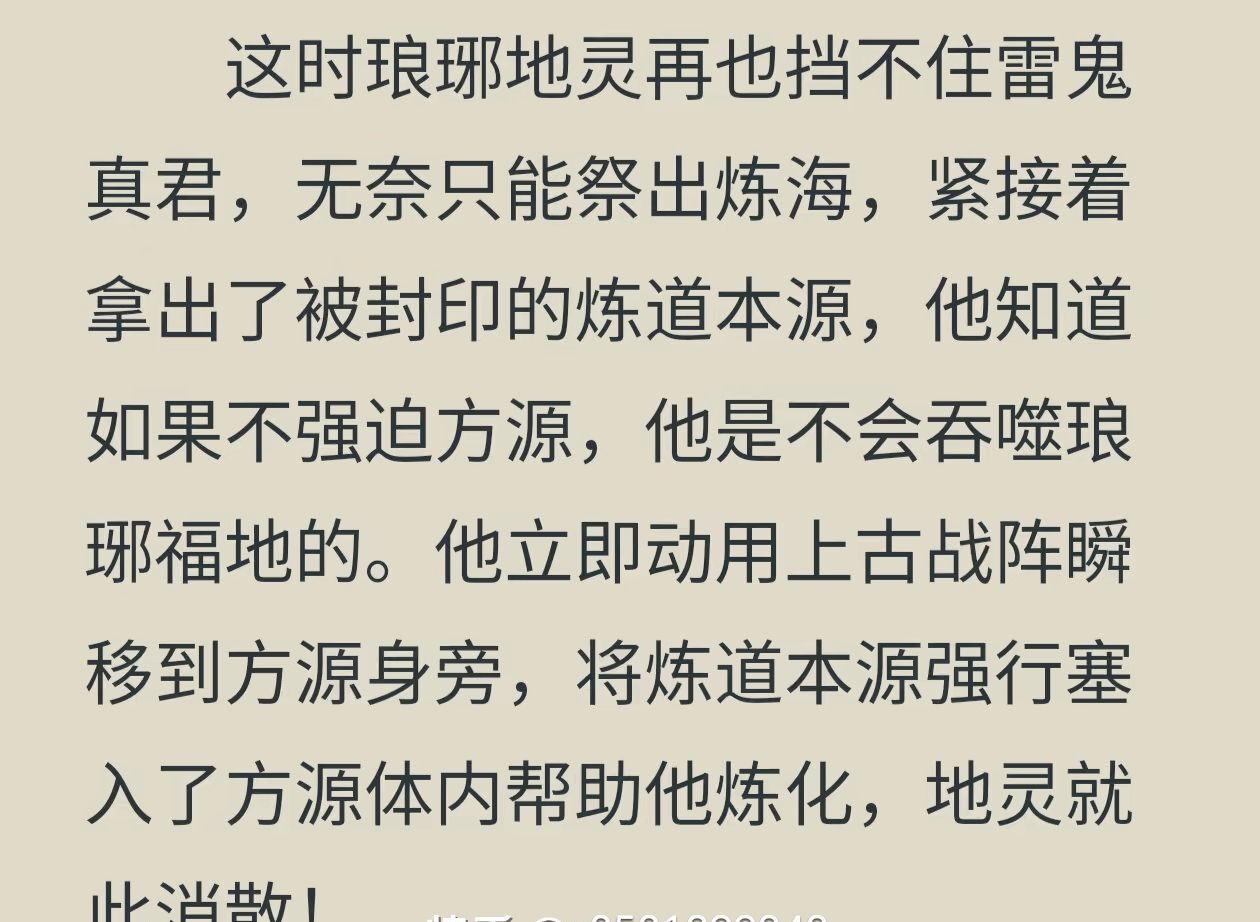 这时琅琊地灵再也挡不住雷鬼
真君，无奈只能祭出炼海，紧接着
拿出了被封印的炼道本源，他知道
如果不强迫方源，他是不会吞噬琅
琊福地的。他立即动用上古战阵瞬
移到方源身旁，将炼道本源强行塞
入了方源体内帮助他炼化，地灵就
此消散！